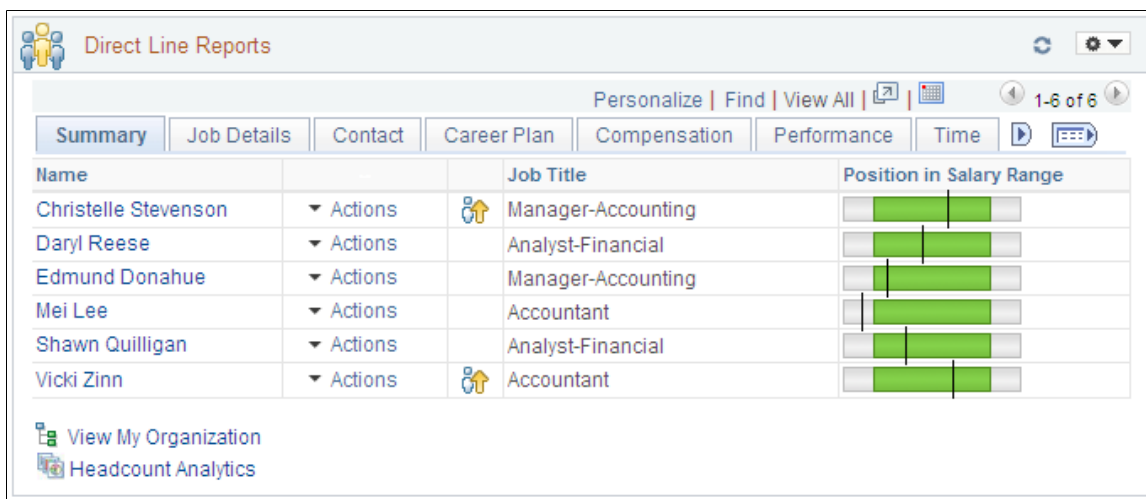 Direct Line Reports
Personalize | Find | View All | | 1-6 of 6
Summary Job Details Contact Career Plan Compensation Performance Time
Name Job Title Position in Salary Range
Christelle Stevenson Actions Manager-Accounting
Daryl Reese Actions Analyst-Financial
Edmund Donahue Actions Manager-Accounting
Mei Lee Actions Accountant
Shawn Quilligan Actions Analyst-Financial
Vicki Zinn Actions Accountant
View My Organization
Headcount Analytics